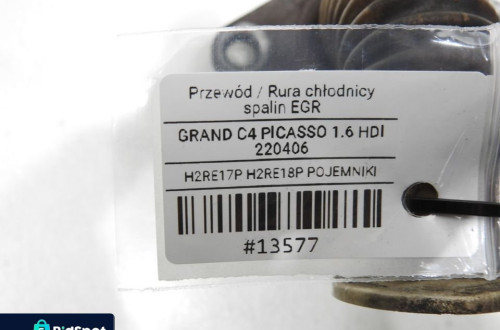 Przewód / Rura chłodnicy
spalin EGR
GRAND C4 PICASSO 1.6 HDI
220406
H2RE17P H2RE18P POJEMNIKI
#13577